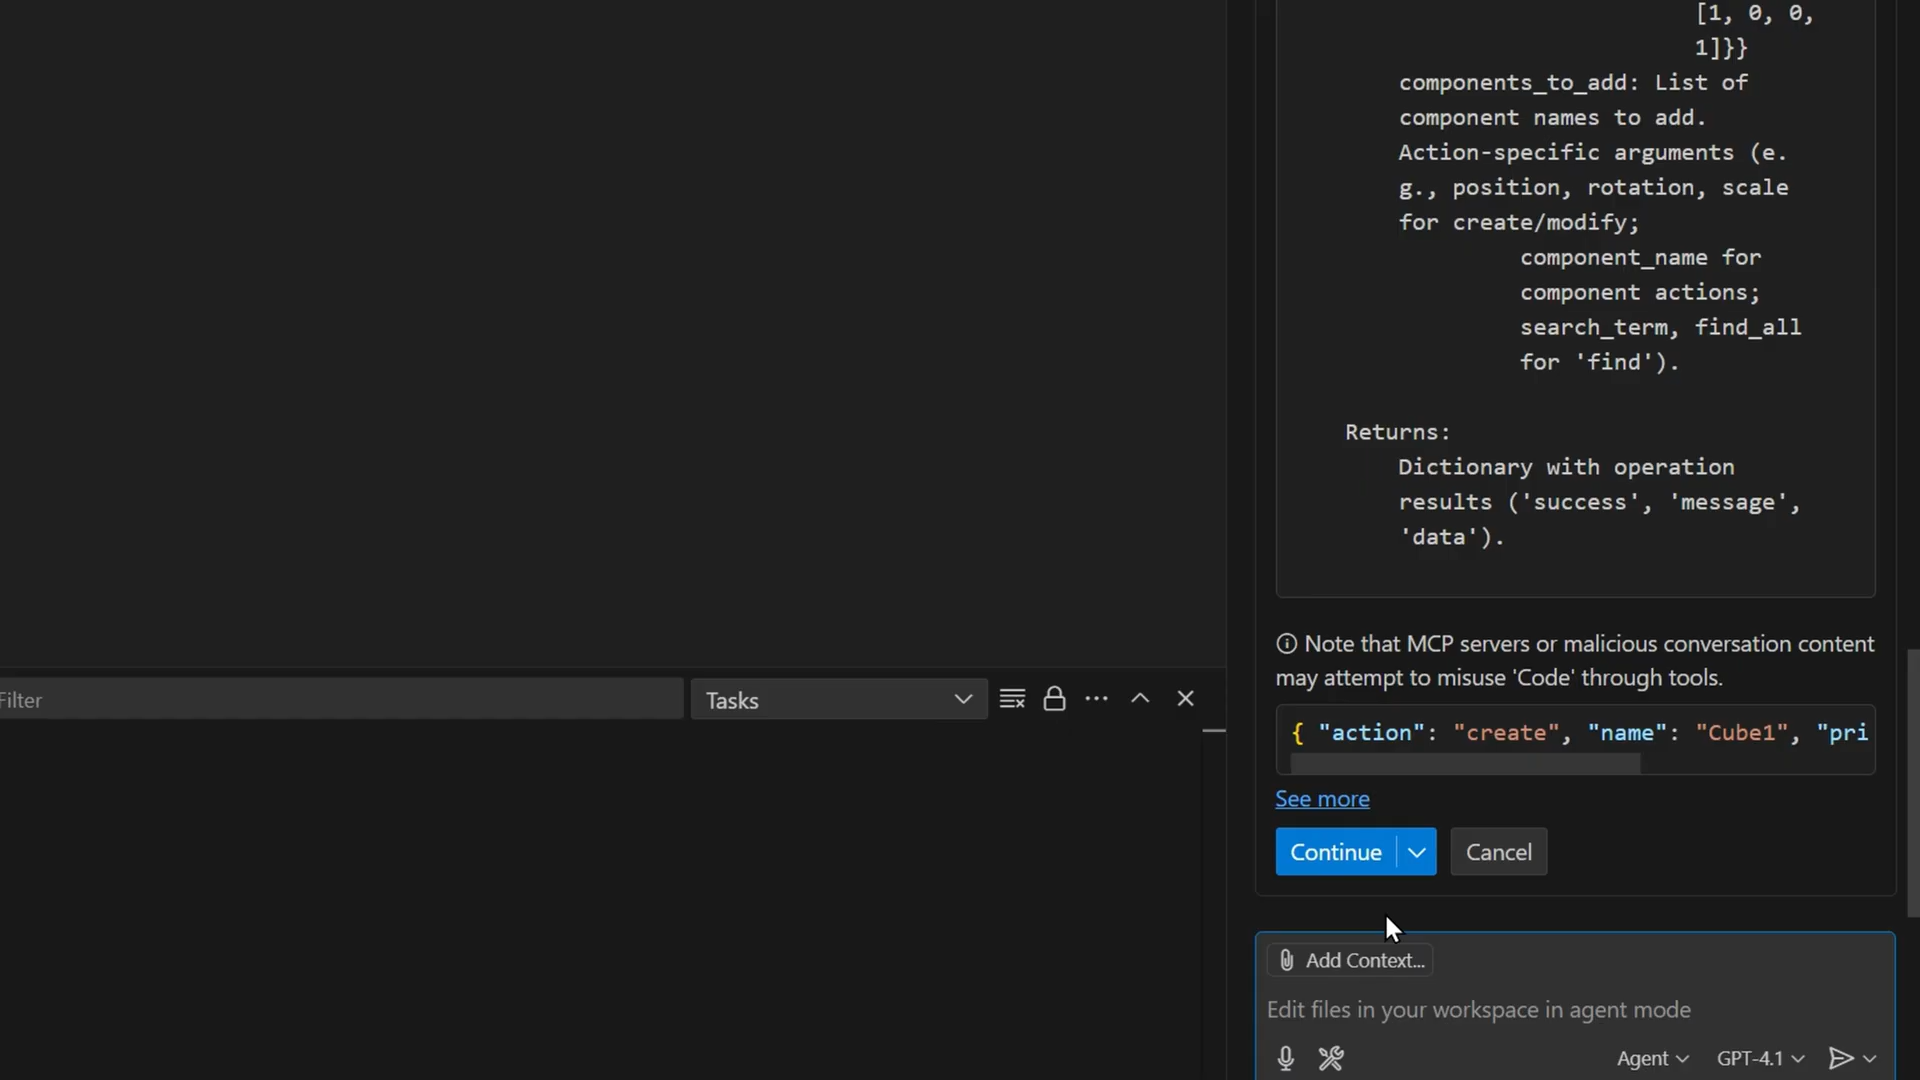 [1, 0, 0,
1]}}
components_to_add: List of
component names to add.
Action-specific arguments (e.
g., position, rotation, scale
for create/modify;
component_name for
component actions;
search_term, find_all
for 'find').
Returns:
Dictionary with operation
results ('success', 'message',
'data').
Note that MCP servers or malicious conversation content
may attempt to misuse 'Code' through tools.
Filter
Tasks
{ "action": "create", "name": "Cube1", "pri
See more
Continue
Cancel
Add Context...
Edit files in your workspace in agent mode
Agent
GPT-4.1